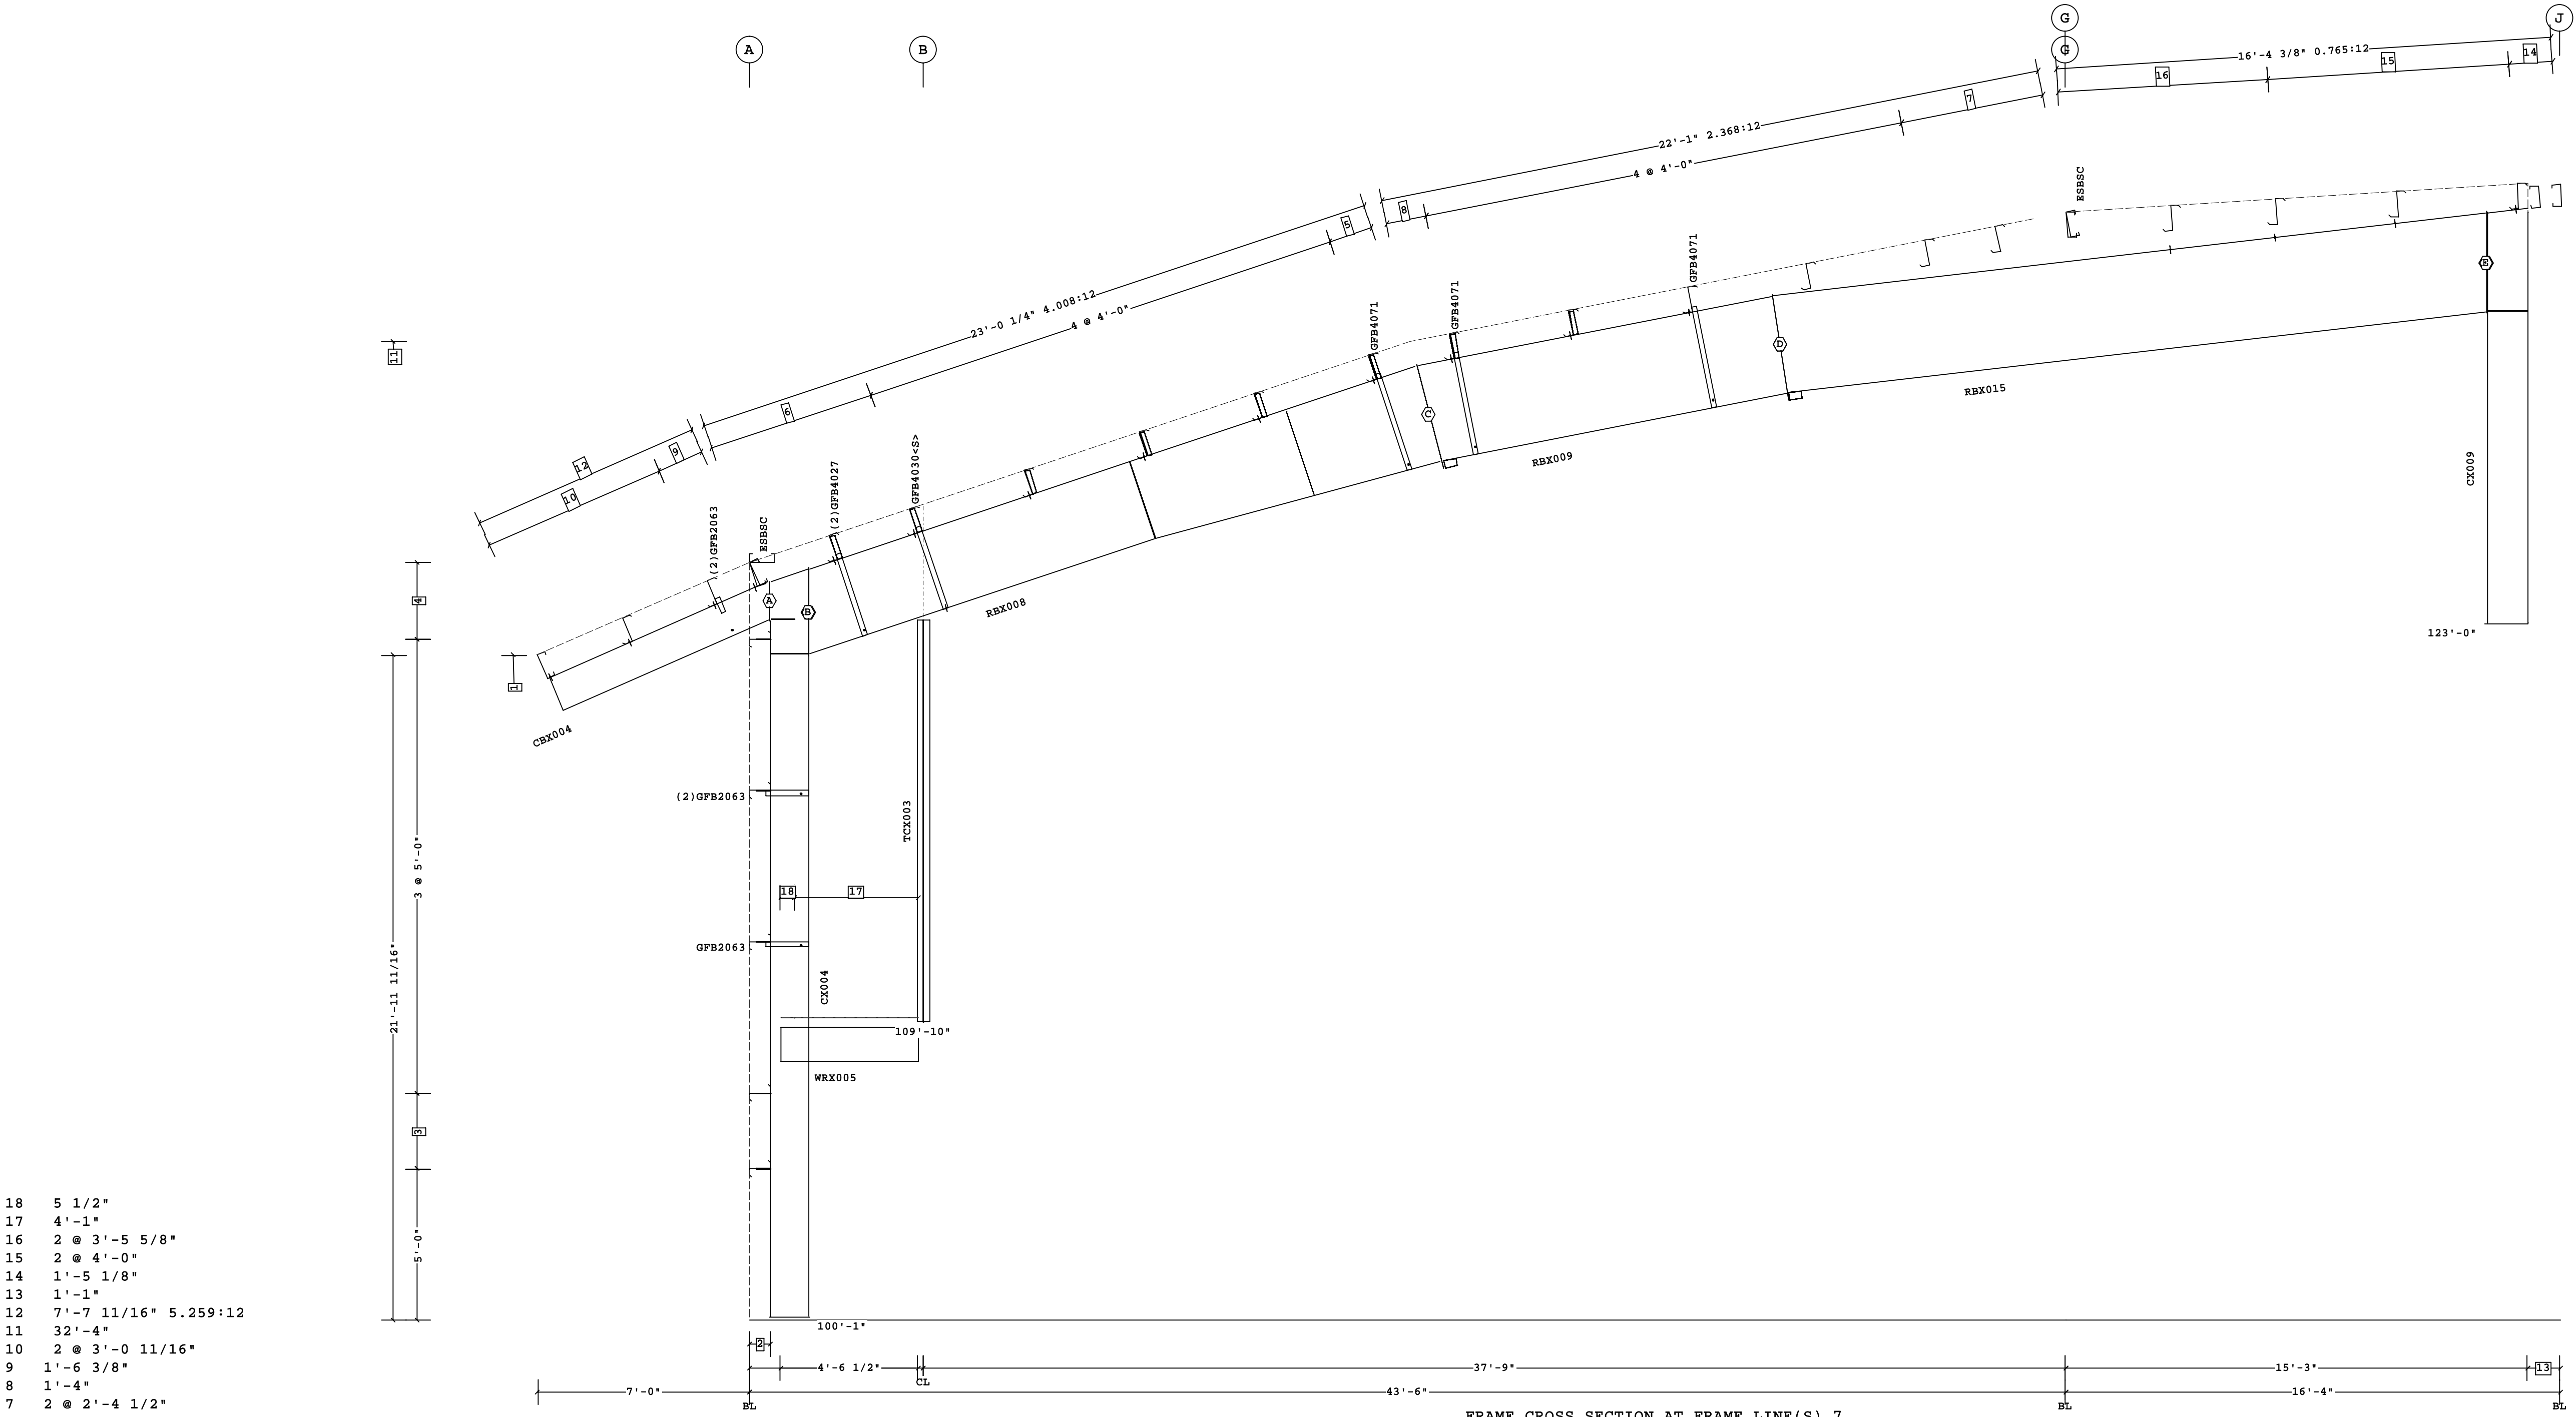 G
J
A
B
G
16'-4 3/8" 0.765:12
14
15
16
7
22'-1" 2.368:12
4 @ 4'-0"
8
ESBSC
5
GFB4071
E
23'-0 1/4" 4.008:12
4 @ 4'-0"
GFB4071
GFB4071
D
11
RBX015
6
C
9
12
10
RBX009
CX009
(2)GFB4027
GFB4030<S>
(2)GFB2063
ESBSC
4
A
B
RBX008
123'-0"
1
CBX004
(2)GFB2063
TCX003
3 @ 5'-0"
18
17
GFB2063
21'-11 11/16"
CX004
109'-10"
WRX005
3
5'-0"
18 5 1/2"
17 4'-1"
16 2 @ 3'-5 5/8"
15 2 @ 4'-0"
14 1'-5 1/8"
13 1'-1"
12 7'-7 11/16" 5.259:12
11 32'-4"
10 2 @ 3'-0 11/16"
9 1'-6 3/8"
8 1'-4"
7 2 @ 2'-4 1/2"
100'-1"
2
4'-6 1/2"
37'-9"
15'-3"
13
CL
7'-0"
43'-6"
16'-4"
BL
BL
BL
FRAME CROSS SECTION AT FRAME LINE(S) 7